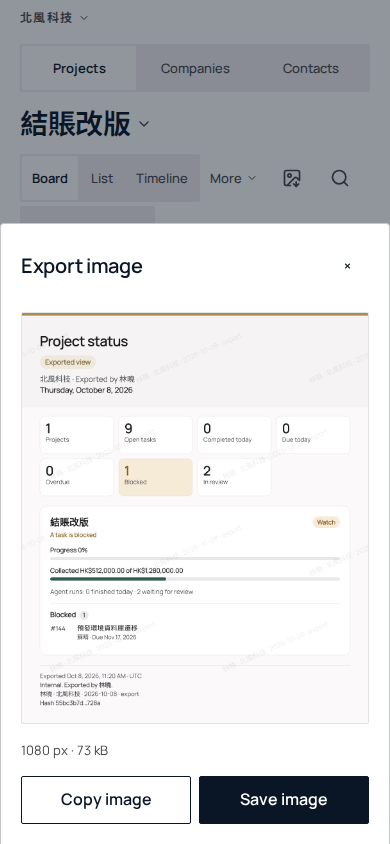 北風科技
Projects
Companies
Contacts
結賬改版
Board
List
Timeline
More
Export image
×
Project status
Exported view
北風科技 · Exported by 林曉
Thursday, October 8, 2026
1
Projects
9
Open tasks
0
Completed today
0
Due today
0
Overdue
1
Blocked
2
In review
結賬改版
Watch
A task is blocked
Progress 0%
Collected HK$512,000.00 of HK$1,280,000.00
Agent runs: 0 finished today · 2 waiting for review
Blocked 1
#144 預發環境資料庫遷移
蘇晴 · Due Nov 17, 2026
Exported Oct 8, 2026, 11:20 AM · UTC
Internal. Exported by 林曉.
林曉 · 北風科技 · 2026-10-08 · export
Hash 55bc3b7d…728a
1080 px · 73 kB
Copy image
Save image